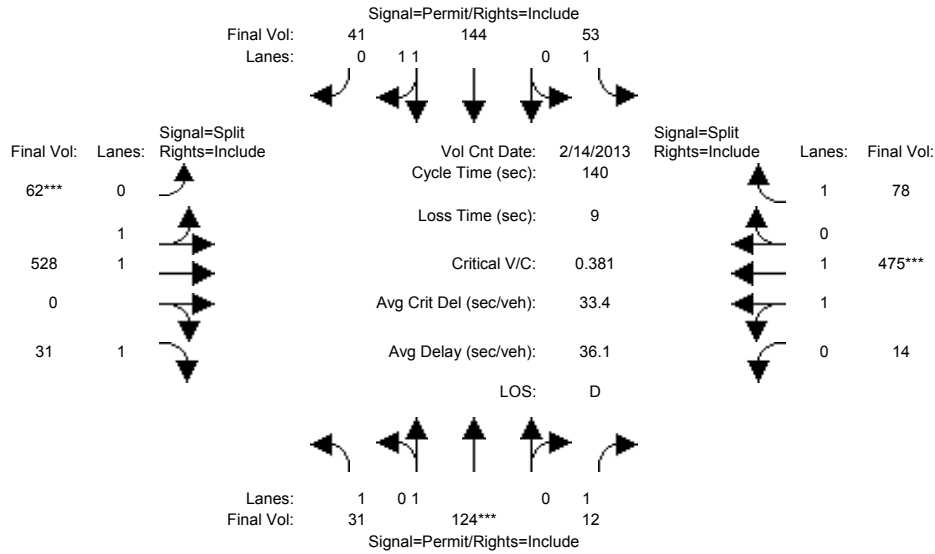 Signal=Permit/Rights=Include
Final Vol: 41 144 53
Lanes: 0 1 1 0 1
Signal=Split Signal=Split
Final Vol: Lanes: Rights=Include Vol Cnt Date: 2/14/2013 Rights=Include Lanes: Final Vol:
Cycle Time (sec): 140
62*** 0 1 78
Loss Time (sec): 9
1 0
528 1 Critical V/C: 0.381 1 475***
0 1 Avg Crit Del (sec/veh): 33.4 1
31 1 Avg Delay (sec/veh): 36.1 0 14
LOS: D
Lanes: 1 0 1 0 1
Final Vol: 31 124*** 12
Signal=Permit/Rights=Include